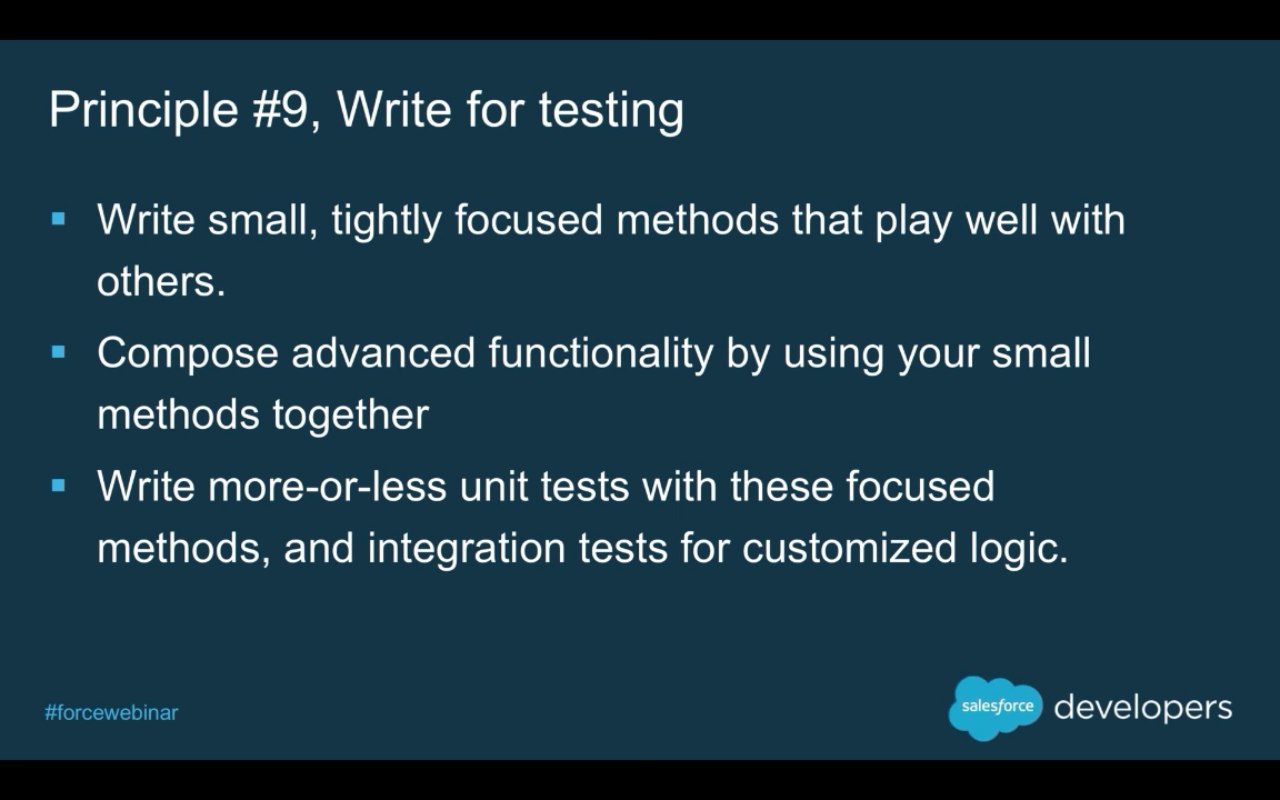 Principle #9, Write for testing
▪ Write small, tightly focused methods that play well with
others.
▪ Compose advanced functionality by using your small
methods together
▪ Write more-or-less unit tests with these focused
methods, and integration tests for customized logic.
#forcewebinar
salesforce developers